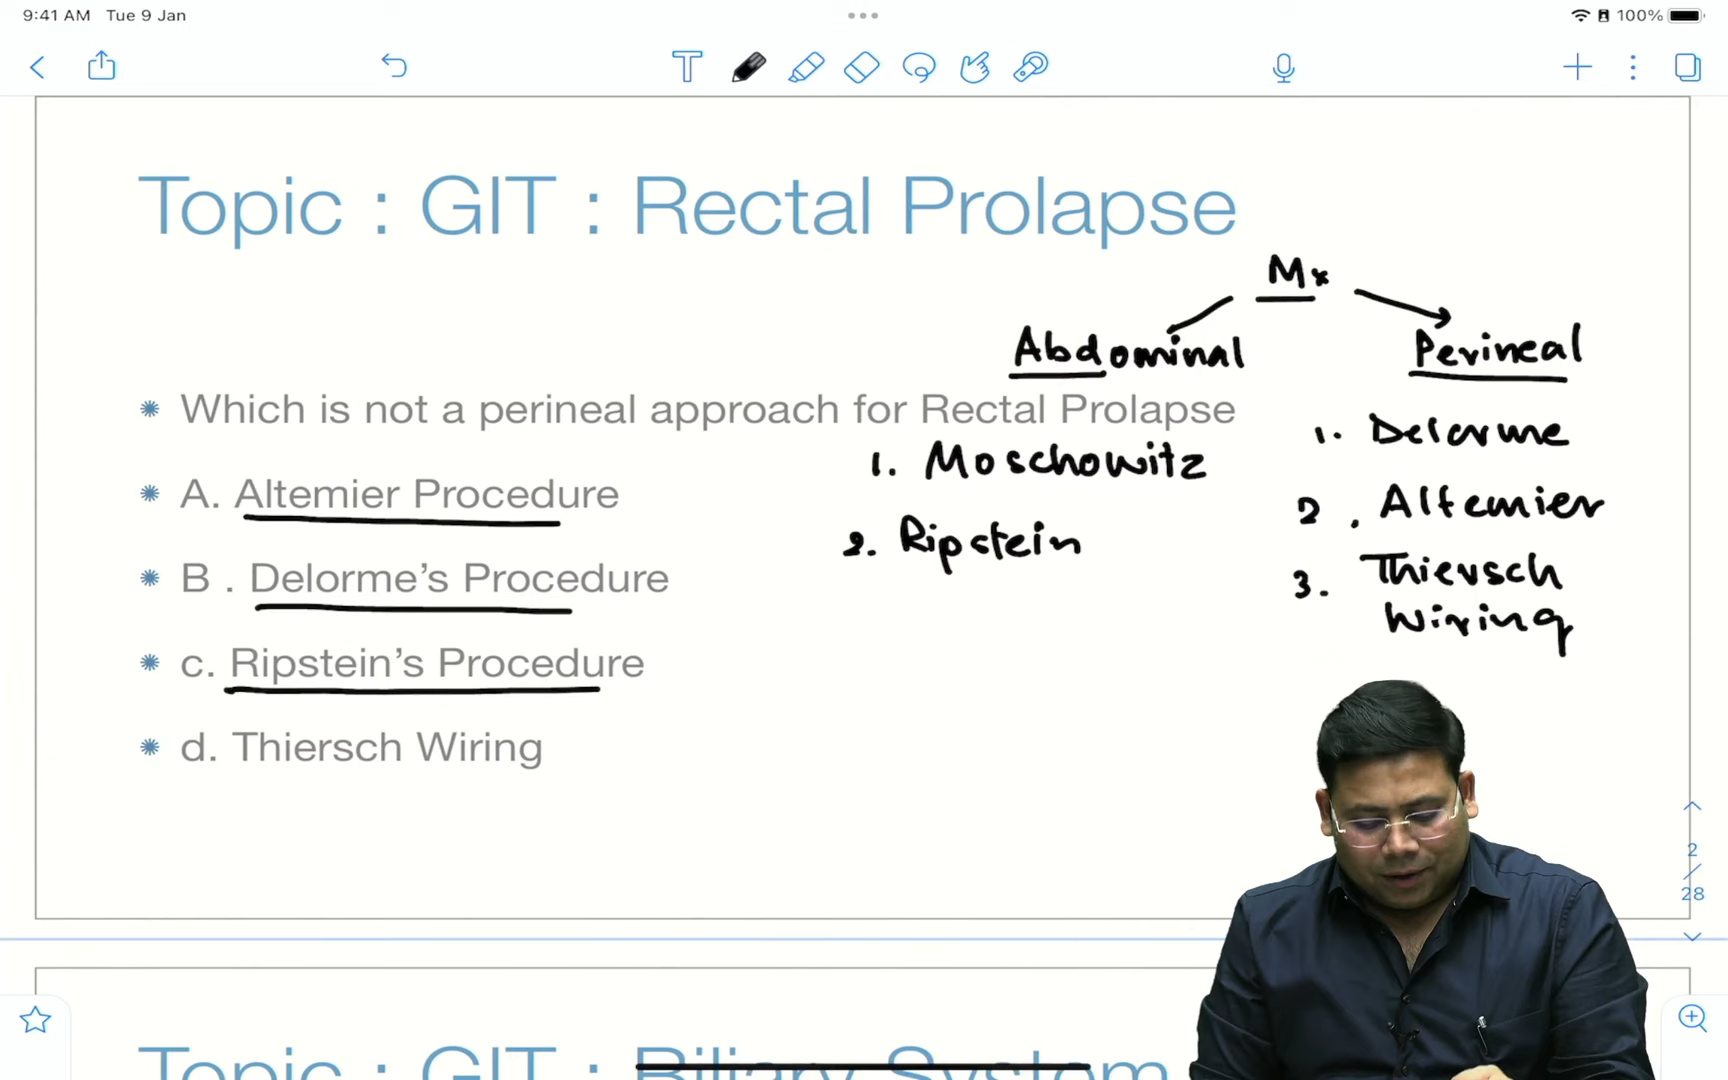 9:41 AM Tue 9 Jan
100%
Topic : GIT : Rectal Prolapse
Mx
Abdominal
Perineal
Which is not a perineal approach for Rectal Prolapse
1. Delorme
1. Moschowitz
A. Altemier Procedure
2. Altemier
2. Ripstein
B . Delorme's Procedure
3. Thiersch
Wiring
c. Ripstein's Procedure
d. Thiersch Wiring
2
/
28
Topic : GIT : Biliary System